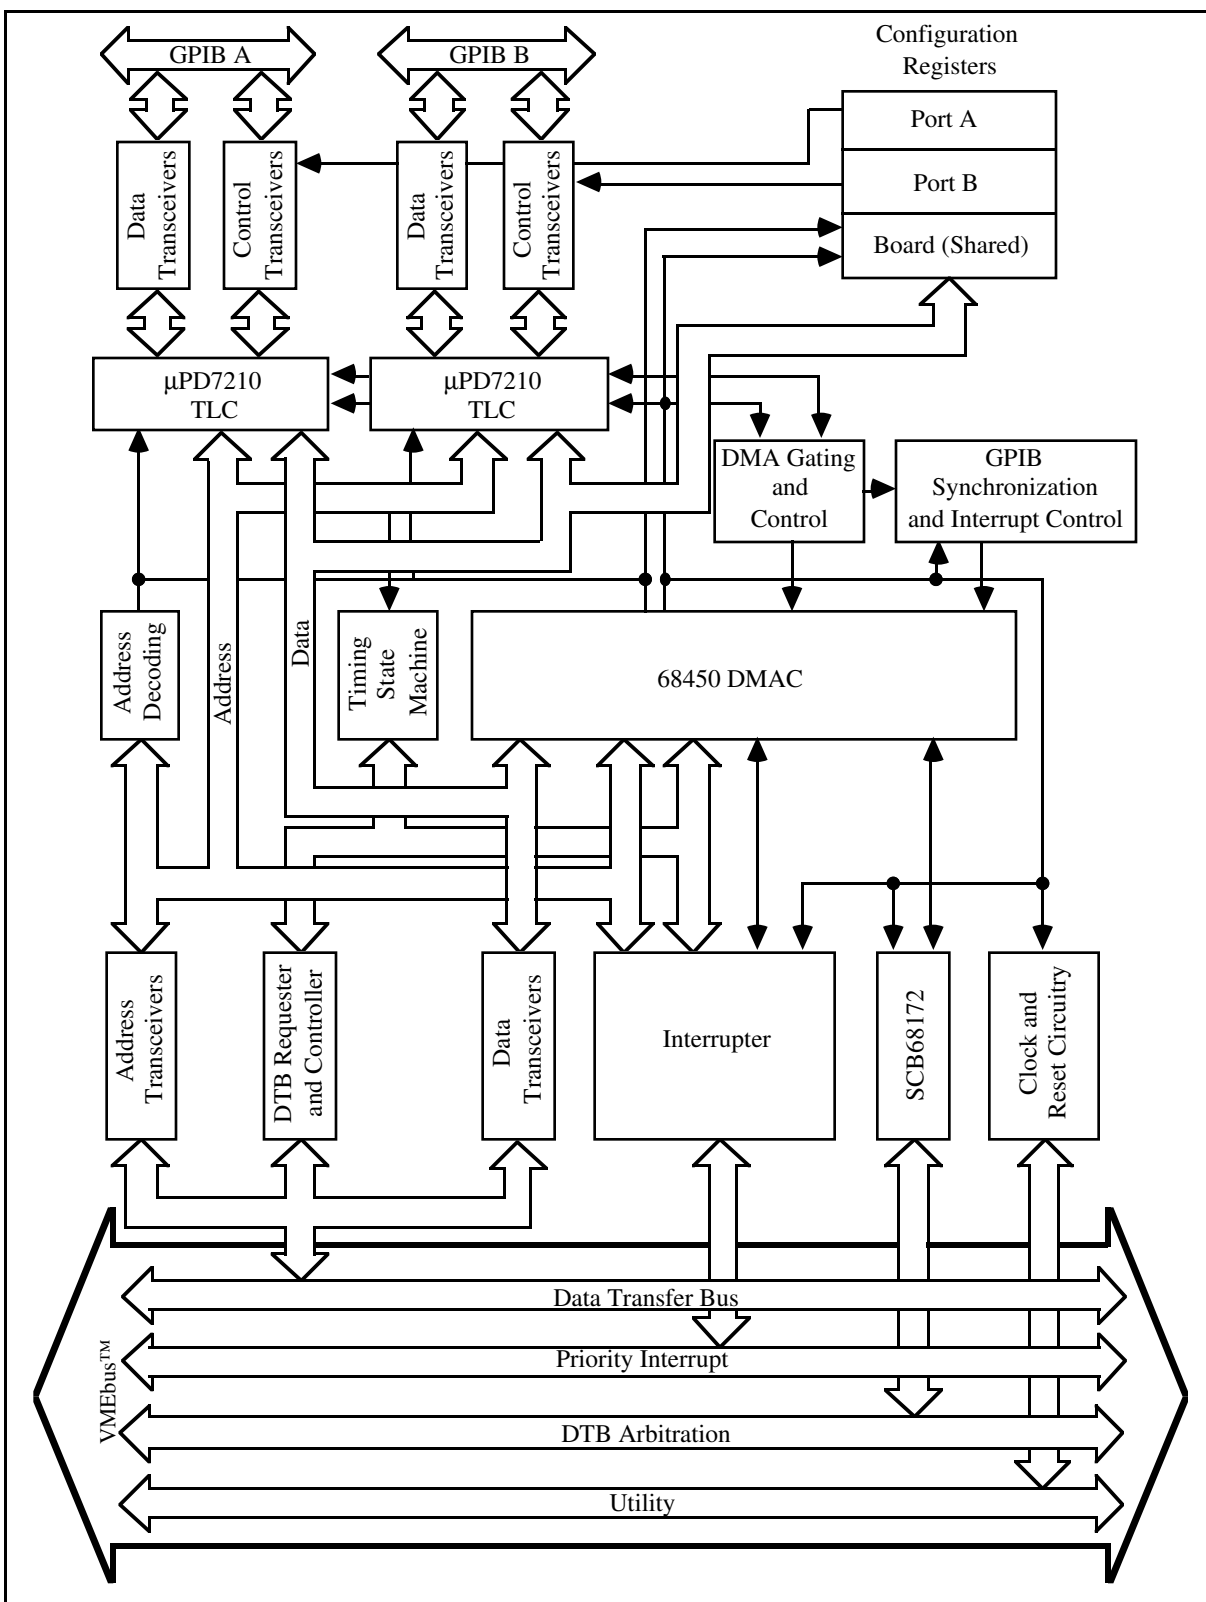 GPIB A
GPIB B
Configuration
Registers
Port A
Port B
Board (Shared)
Data
Transceivers
Control
Transceivers
Data
Transceivers
Control
Transceivers
µPD7210
TLC
µPD7210
TLC
DMA Gating
and
Control
GPIB
Synchronization
and Interrupt Control
Address
Decoding
Address
Data
Timing
State
Machine
68450 DMAC
Address
Transceivers
DTB Requester
and Controller
Data
Transceivers
Interrupter
SCB68172
Clock and
Reset Circuitry
VMEbus™
Data Transfer Bus
Priority Interrupt
DTB Arbitration
Utility